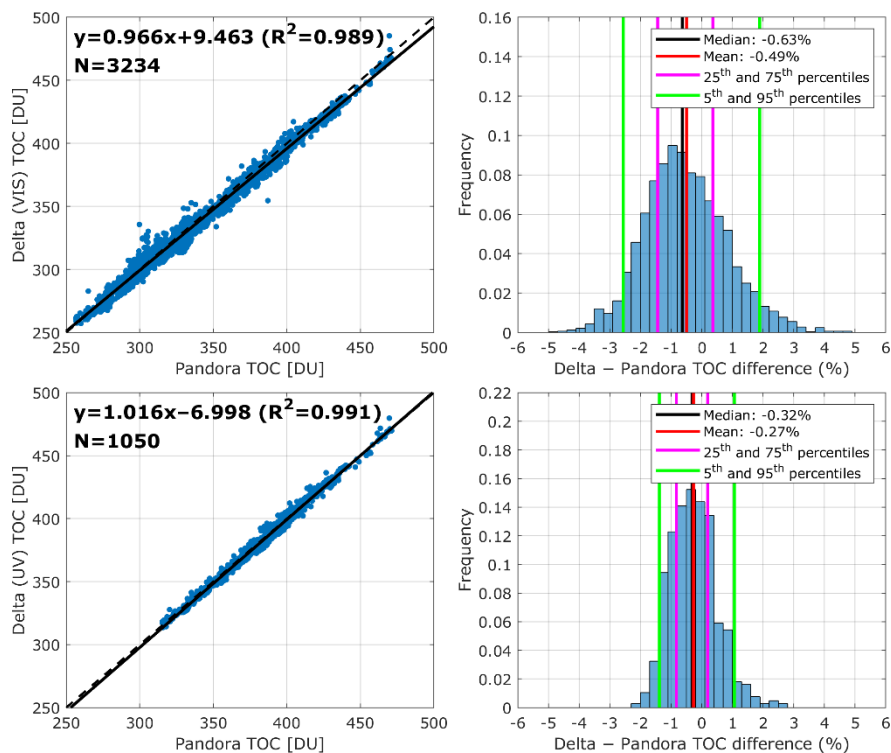 y=0.966x+9.463 (R²=0.989)
N=3234
500
450
400
350
300
250
Delta (VIS) TOC [DU]
250 300 350 400 450 500
Pandora TOC [DU]
Median: -0.63%
Mean: -0.49%
25th and 75th percentiles
5th and 95th percentiles
0.16
0.14
0.12
0.1
0.08
0.06
0.04
0.02
0
Frequency
-6 -5 -4 -3 -2 -1 0 1 2 3 4 5 6
Delta − Pandora TOC difference (%)
y=1.016x−6.998 (R²=0.991)
N=1050
500
450
400
350
300
250
Delta (UV) TOC [DU]
250 300 350 400 450 500
Pandora TOC [DU]
Median: -0.32%
Mean: -0.27%
25th and 75th percentiles
5th and 95th percentiles
0.22
0.2
0.18
0.16
0.14
0.12
0.1
0.08
0.06
0.04
0.02
0
Frequency
-6 -5 -4 -3 -2 -1 0 1 2 3 4 5 6
Delta − Pandora TOC difference (%)